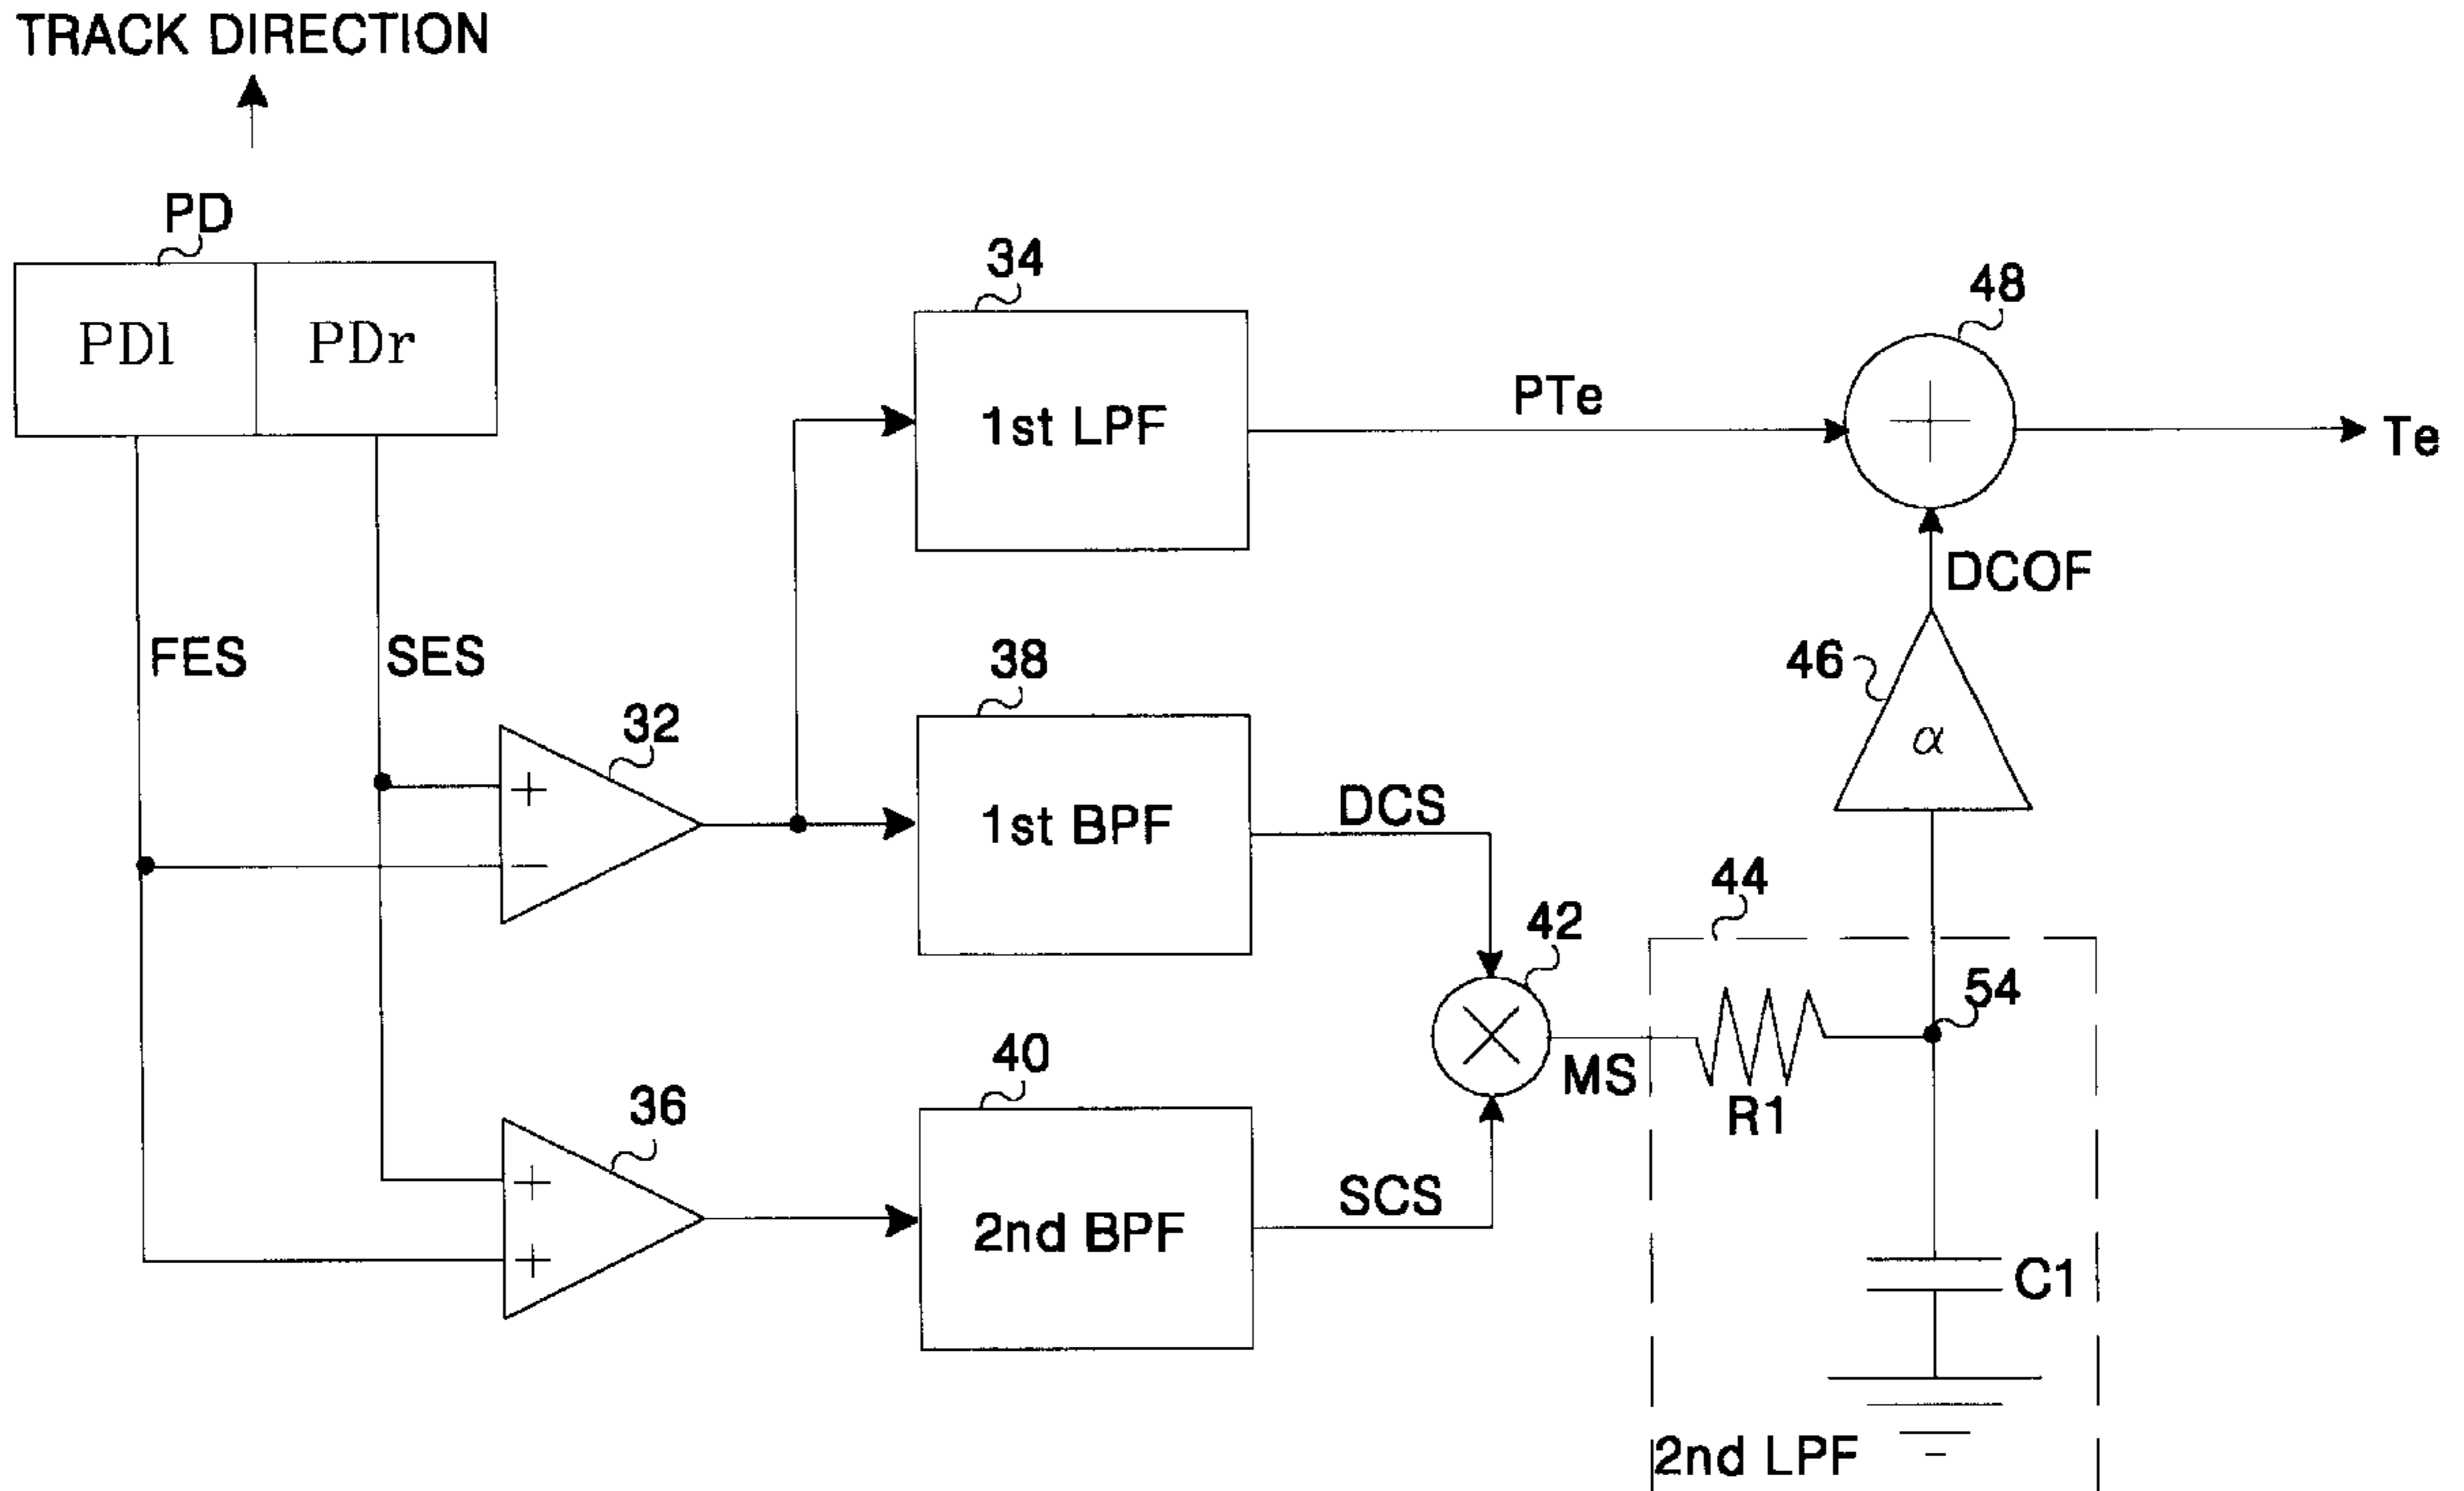 TRACK DIRECTION
PD
PDl
PDr
34
48
1st LPF
PTe
Te
DCOF
FES
SES
32
38
46
α
+
−
1st BPF
DCS
44
42
54
MS
R1
40
36
+
+
2nd BPF
SCS
C1
2nd LPF